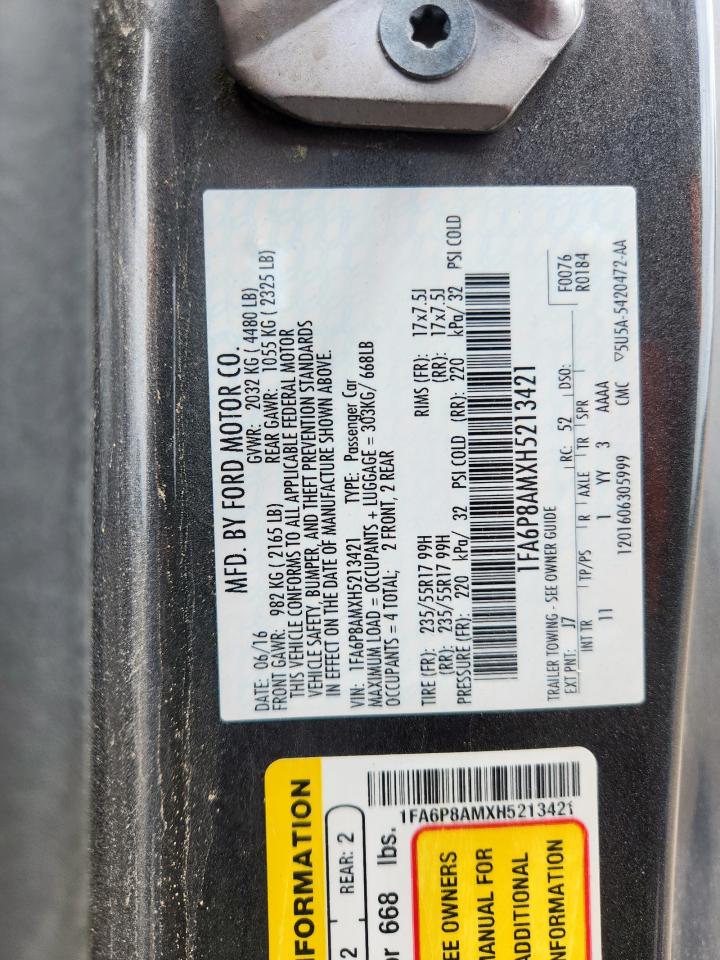 MFD. BY FORD MOTOR CO.
DATE: 06/16 GVWR: 2032 KG ( 4480 LB)
FRONT GAWR: 982 KG ( 2165 LB) REAR GAWR: 1055 KG ( 2325 LB)
THIS VEHICLE CONFORMS TO ALL APPLICABLE FEDERAL MOTOR
VEHICLE SAFETY, BUMPER, AND THEFT PREVENTION STANDARDS
IN EFFECT ON THE DATE OF MANUFACTURE SHOWN ABOVE.
VIN: 1FA6P8AMXH5213421 TYPE: Passenger Car
MAXIMUM LOAD = OCCUPANTS + LUGGAGE = 303KG/ 668LB
OCCUPANTS = 4 TOTAL; 2 FRONT, 2 REAR
TIRE (FR): 235/55R17 99H RIMS (FR): 17x7.5J
(RR): 235/55R17 99H (RR): 17x7.5J
PRESSURE (FR): 220 kPa/ 32 PSI COLD (RR): 220 kPa/ 32 PSI COLD
1FA6P8AMXH5213421
TRAILER TOWING - SEE OWNER GUIDE
EXT PNT: J7 RC: 52 DSO: F0076
R0184
INT TR TP/PS R AXLE TR SPR
11 1 YY 3 AAAA
1201606305999 CMC ▽5U5A-5420472-AA
FORMATION
2 REAR: 2
or 668 lbs.
1FA6P8AMXH5213421
EE OWNERS
MANUAL FOR
ADDITIONAL
NFORMATION